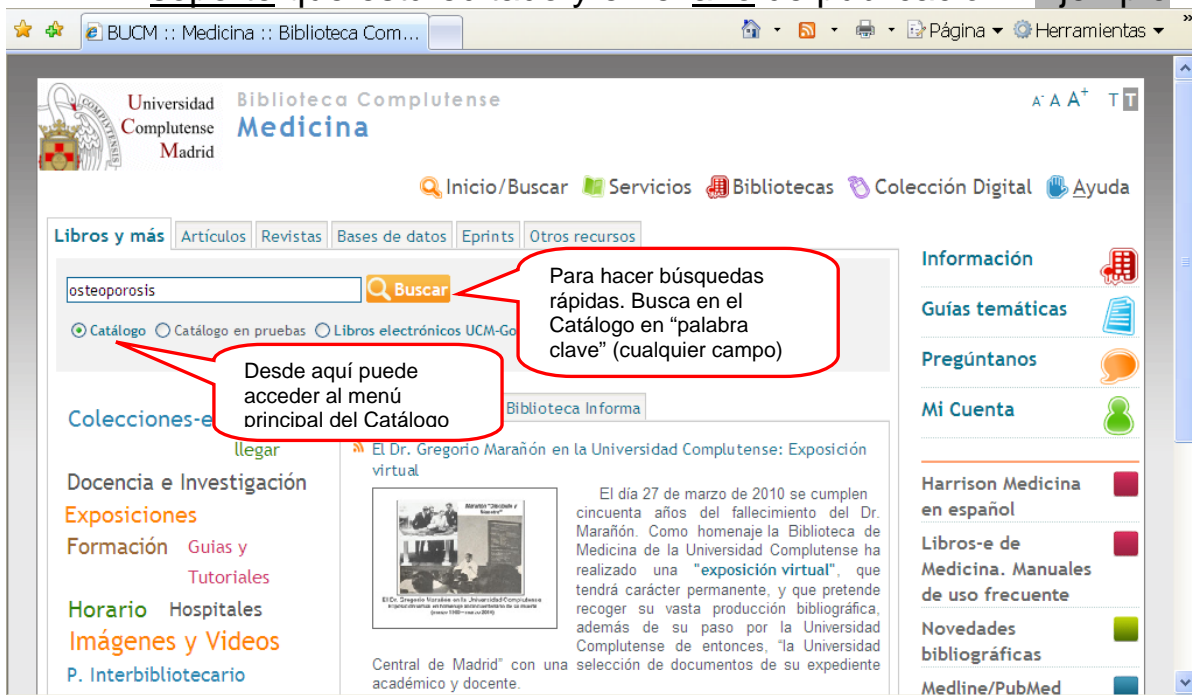 BUCM :: Medicina :: Biblioteca Com...
Página
Herramientas
»
Universidad
Complutense
Madrid
Biblioteca Complutense
Medicina
A- A A+ T T
Inicio/Buscar Servicios Bibliotecas Colección Digital Ayuda
Libros y más Artículos Revistas Bases de datos Eprints Otros recursos
osteoporosis
Buscar
Catálogo Catálogo en pruebas Libros electrónicos UCM-Go
Para hacer búsquedas
rápidas. Busca en el
Catálogo en “palabra
clave” (cualquier campo)
Desde aquí puede
acceder al menú
principal del Catálogo
Información
Guías temáticas
Pregúntanos
Mi Cuenta
Harrison Medicina
en español
Libros-e de
Medicina. Manuales
de uso frecuente
Novedades
bibliográficas
Medline/PubMed
Colecciones-e
llegar
Docencia e Investigación
Exposiciones
Formación Guias y
Tutoriales
Horario Hospitales
Imágenes y Vídeos
P. Interbibliotecario
Biblioteca Informa
El Dr. Gregorio Marañón en la Universidad Complutense: Exposición
virtual
El día 27 de marzo de 2010 se cumplen
cincuenta años del fallecimiento del Dr.
Marañón. Como homenaje la Biblioteca de
Medicina de la Universidad Complutense ha
realizado una "exposición virtual", que
tendrá carácter permanente, y que pretende
recoger su vasta producción bibliográfica,
además de su paso por la Universidad
Complutense de entonces, “la Universidad
Central de Madrid” con una selección de documentos de su expediente
académico y docente.